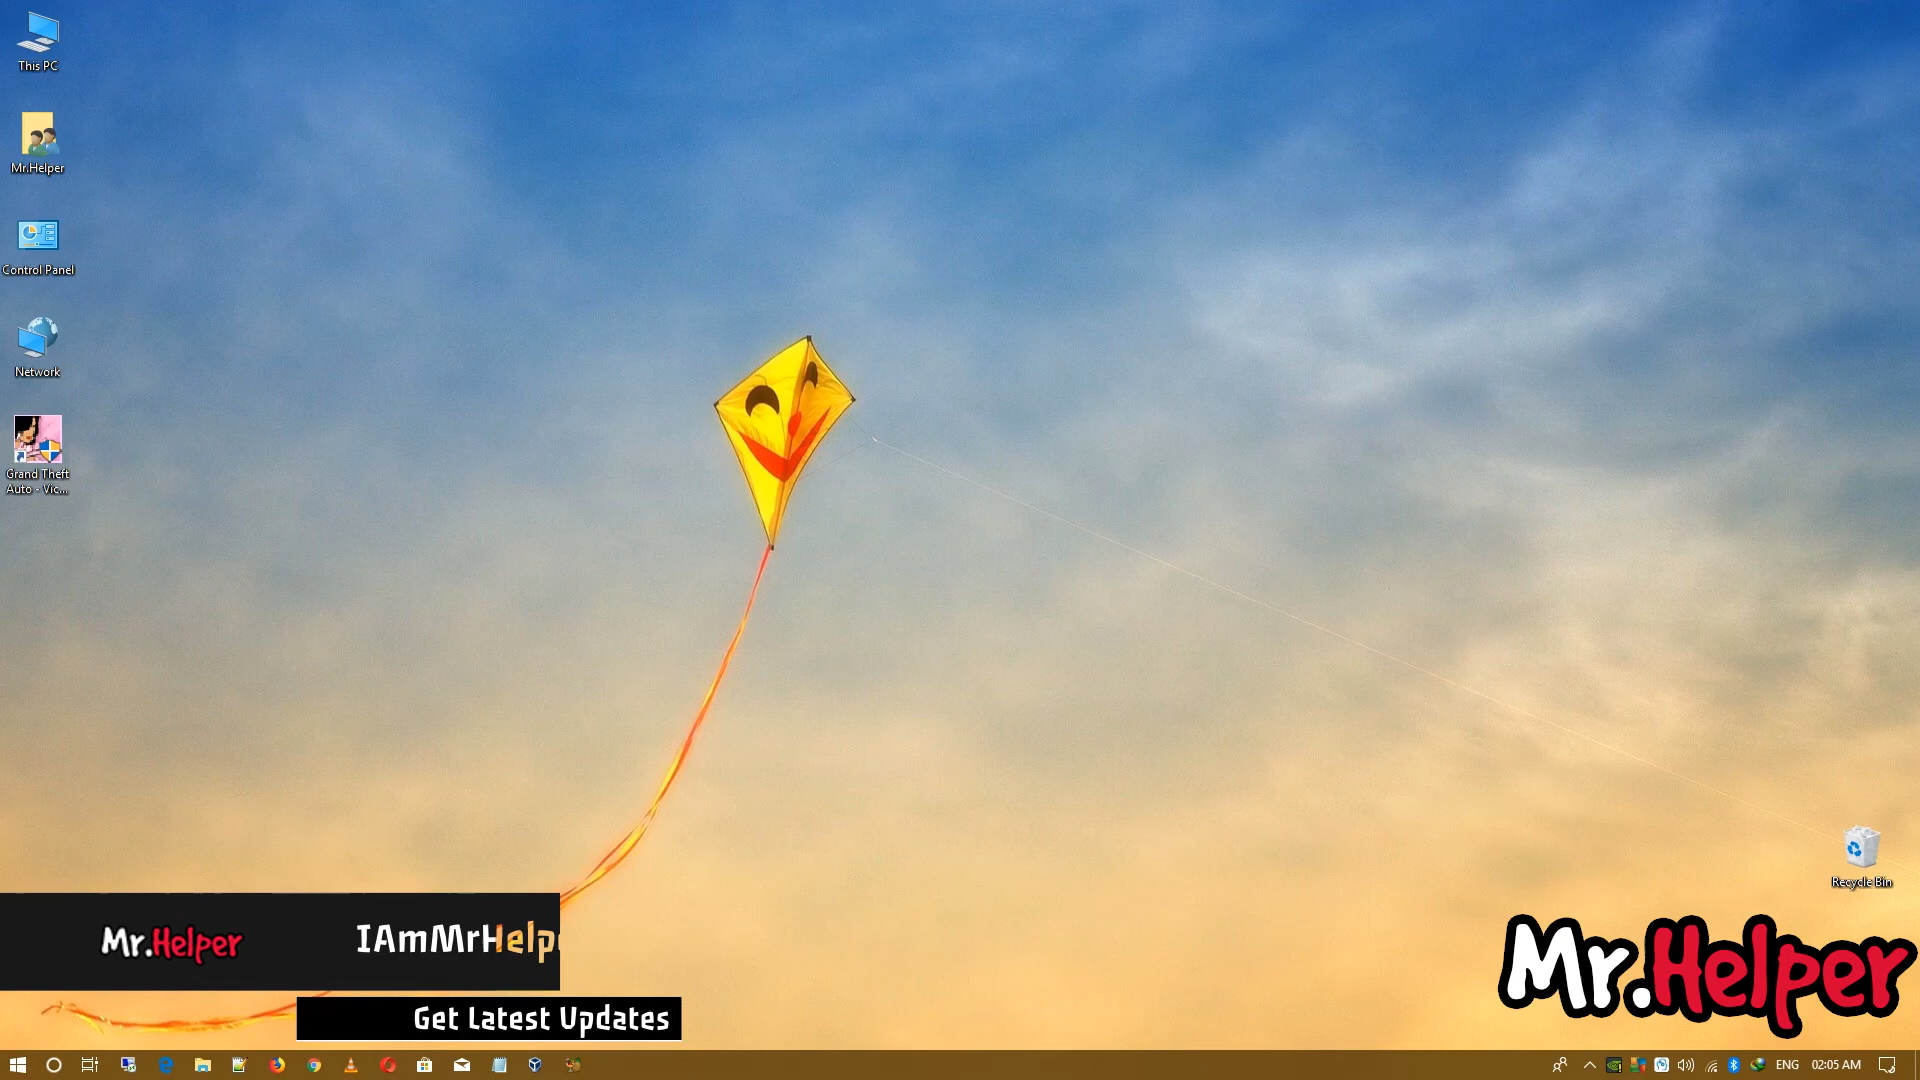 This PC
Mr.Helper
Control Panel
Network
Grand Theft
Auto - Vic...
Recycle Bin
Mr.Helper
IAmMrHelp
Get Latest Updates
Mr.Helper
ENG
02:05 AM